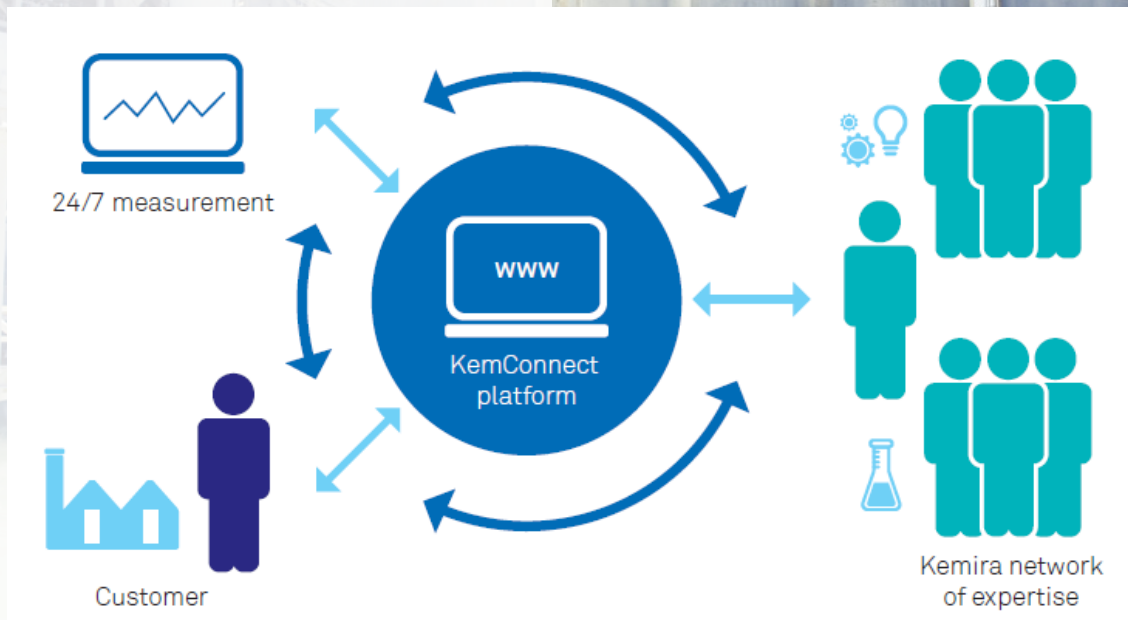 24/7 measurement
www
KemConnect
platform
Customer
Kemira network
of expertise